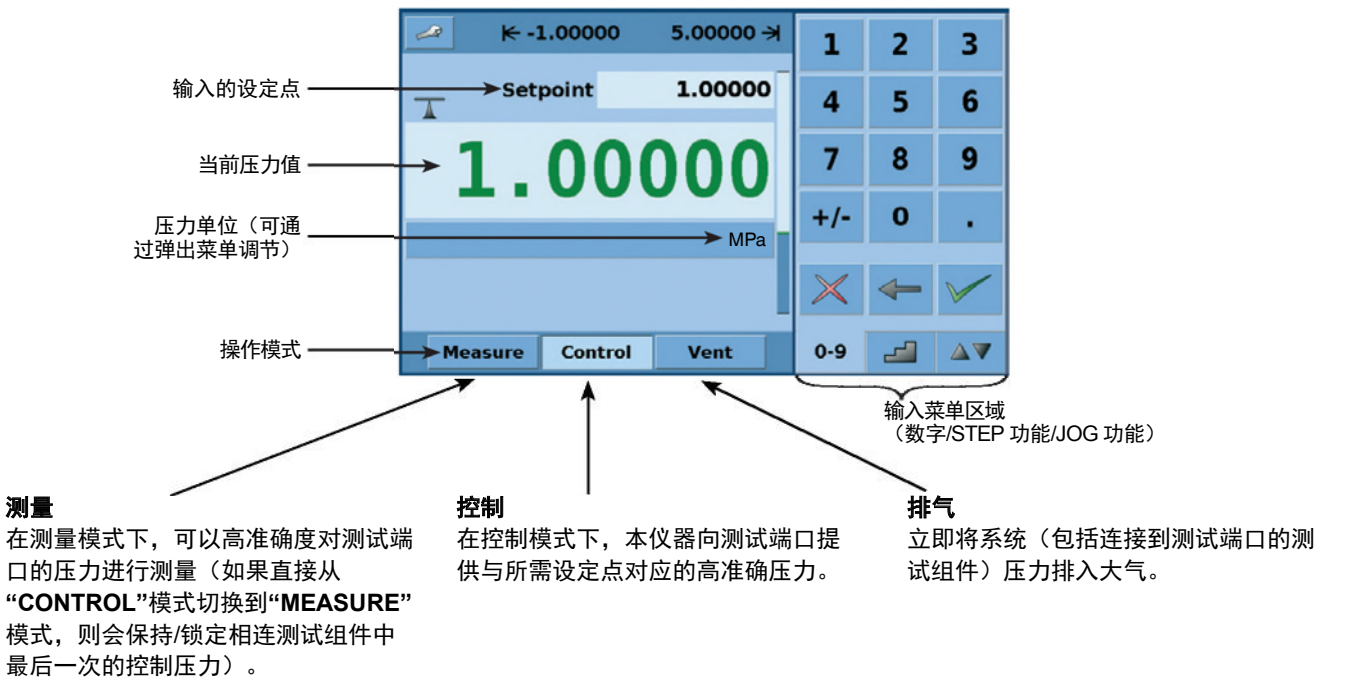 -1.00000 5.00000
1 2 3
输入的设定点
Setpoint 1.00000
4 5 6
当前压力值
1.00000
7 8 9
压力单位（可通
过弹出菜单调节）
MPa
+/- 0 .
操作模式
Measure Control Vent
0-9
输入菜单区域
（数字/STEP 功能/JOG 功能）
测量
在测量模式下，可以高准确度对测试端
口的压力进行测量（如果直接从
“CONTROL”模式切换到“MEASURE”
模式，则会保持/锁定相连测试组件中
最后一次的控制压力）。
控制
在控制模式下，本仪器向测试端口提
供与所需设定点对应的高准确压力。
排气
立即将系统（包括连接到测试端口的测
试组件）压力排入大气。